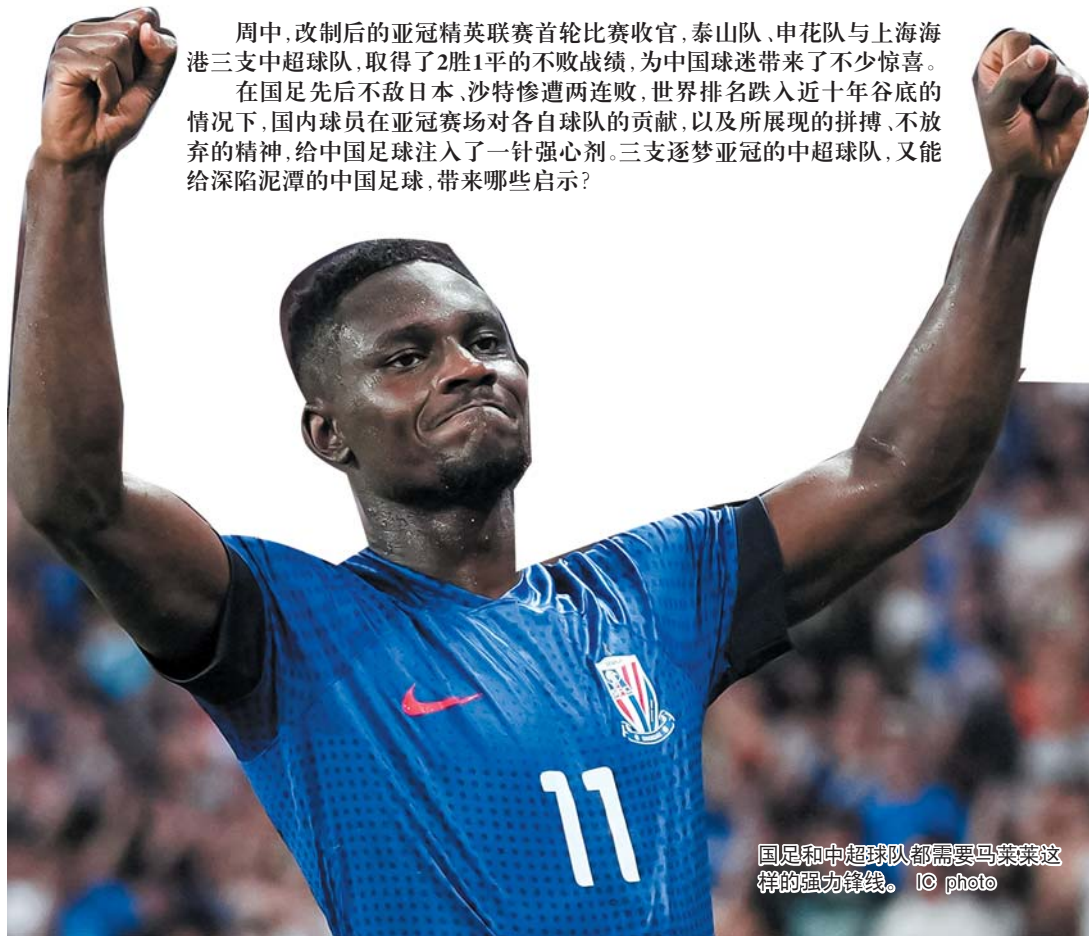 周中,改制后的亚冠精英联赛首轮比赛收官,泰山队、申花队与上海海
港三支中超球队,取得了2胜1平的不败战绩,为中国球迷带来了不少惊喜。
在国足先后不敌日本、沙特惨遭两连败,世界排名跌入近十年谷底的
情况下,国内球员在亚冠赛场对各自球队的贡献,以及所展现的拼搏、不放
弃的精神,给中国足球注入了一针强心剂。三支逐梦亚冠的中超球队,又能
给深陷泥潭的中国足球,带来哪些启示?
11
国足和中超球队都需要马莱莱这
样的强力锋线。 IC photo